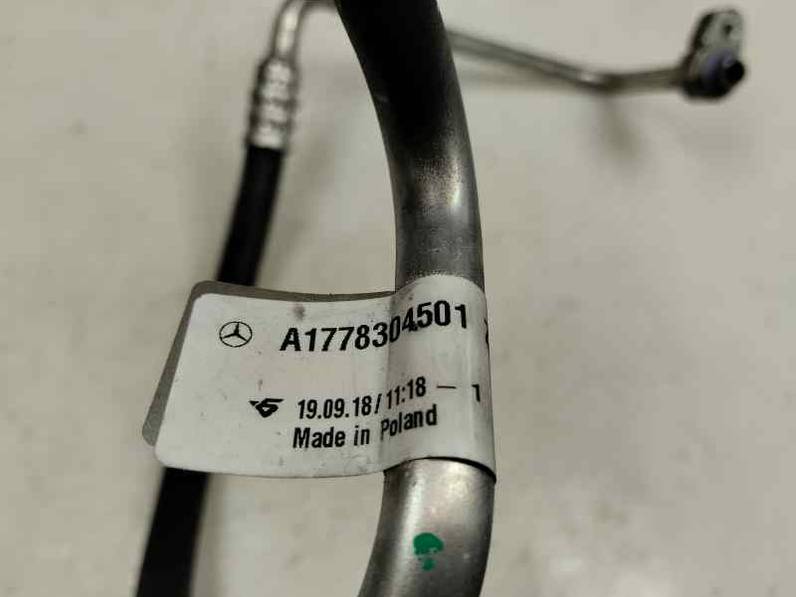 A1778304501
19.09.18/11:18 –
Made in Poland